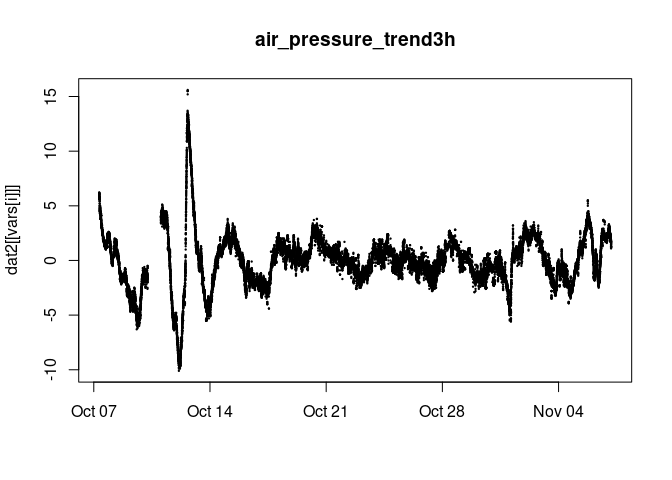 air_pressure_trend3h
dat2[[vars[i]]]
15
10
5
0
-5
-10
Oct 07
Oct 14
Oct 21
Oct 28
Nov 04